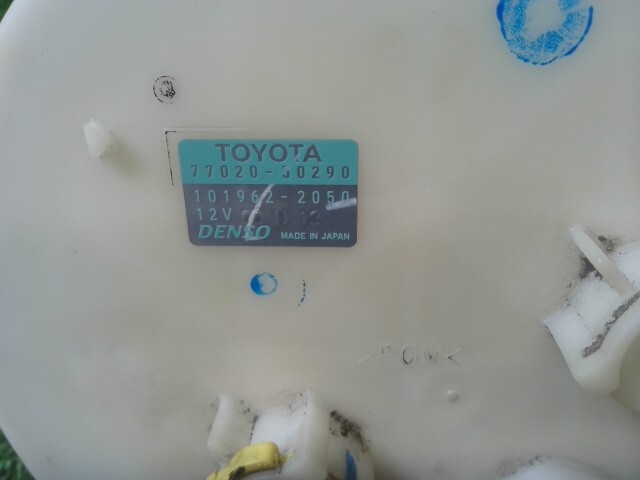 TOYOTA
77020-30290
101962-2050
12V
DENSO MADE IN JAPAN
>POM<